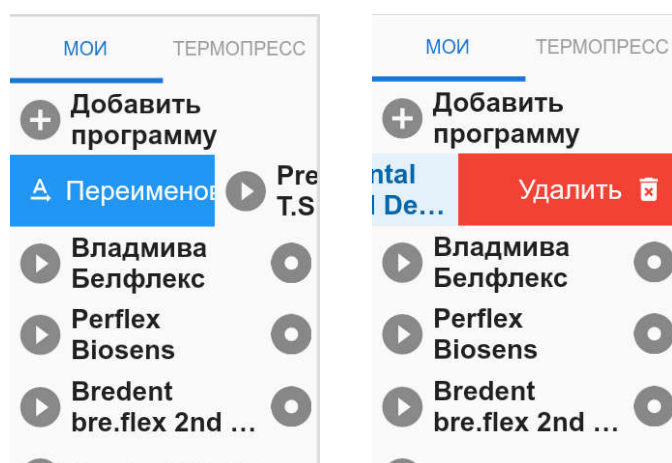 МОИ ТЕРМОПРЕСС
Добавить
программу
Переименов
Pre
T.S
Владмива
Белфлекс
Perflex
Biosens
Bredent
bre.flex 2nd …
МОИ ТЕРМОПРЕСС
Добавить
программу
ntal
l De…
Удалить
Владмива
Белфлекс
Perflex
Biosens
Bredent
bre.flex 2nd …